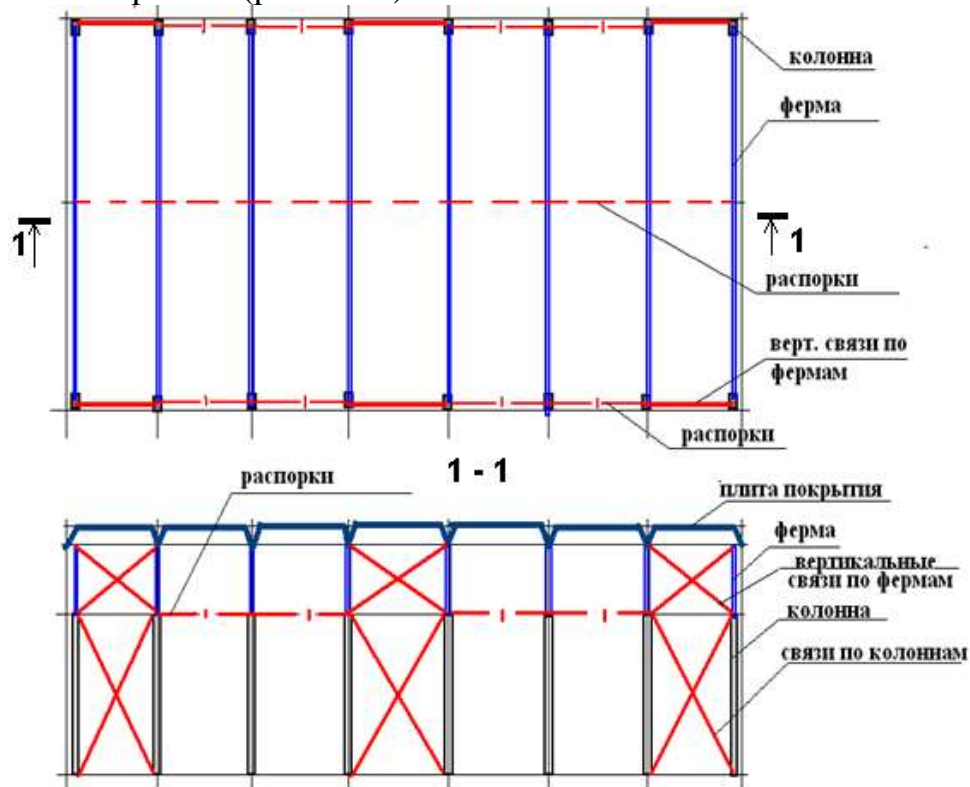 колонна
ферма
1
1
распорки
верт. связи по
фермам
распорки
1 - 1
распорки
плита покрытия
ферма
вертикальные
связи по фермам
колонна
связи по колоннам